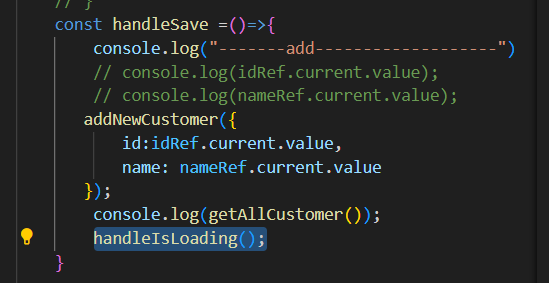 // }
const handleSave =()=>{
console.log("-------add-------------------")
// console.log(idRef.current.value);
// console.log(nameRef.current.value);
addNewCustomer({
id:idRef.current.value,
name: nameRef.current.value
});
console.log(getAllCustomer());
handleIsLoading();
}